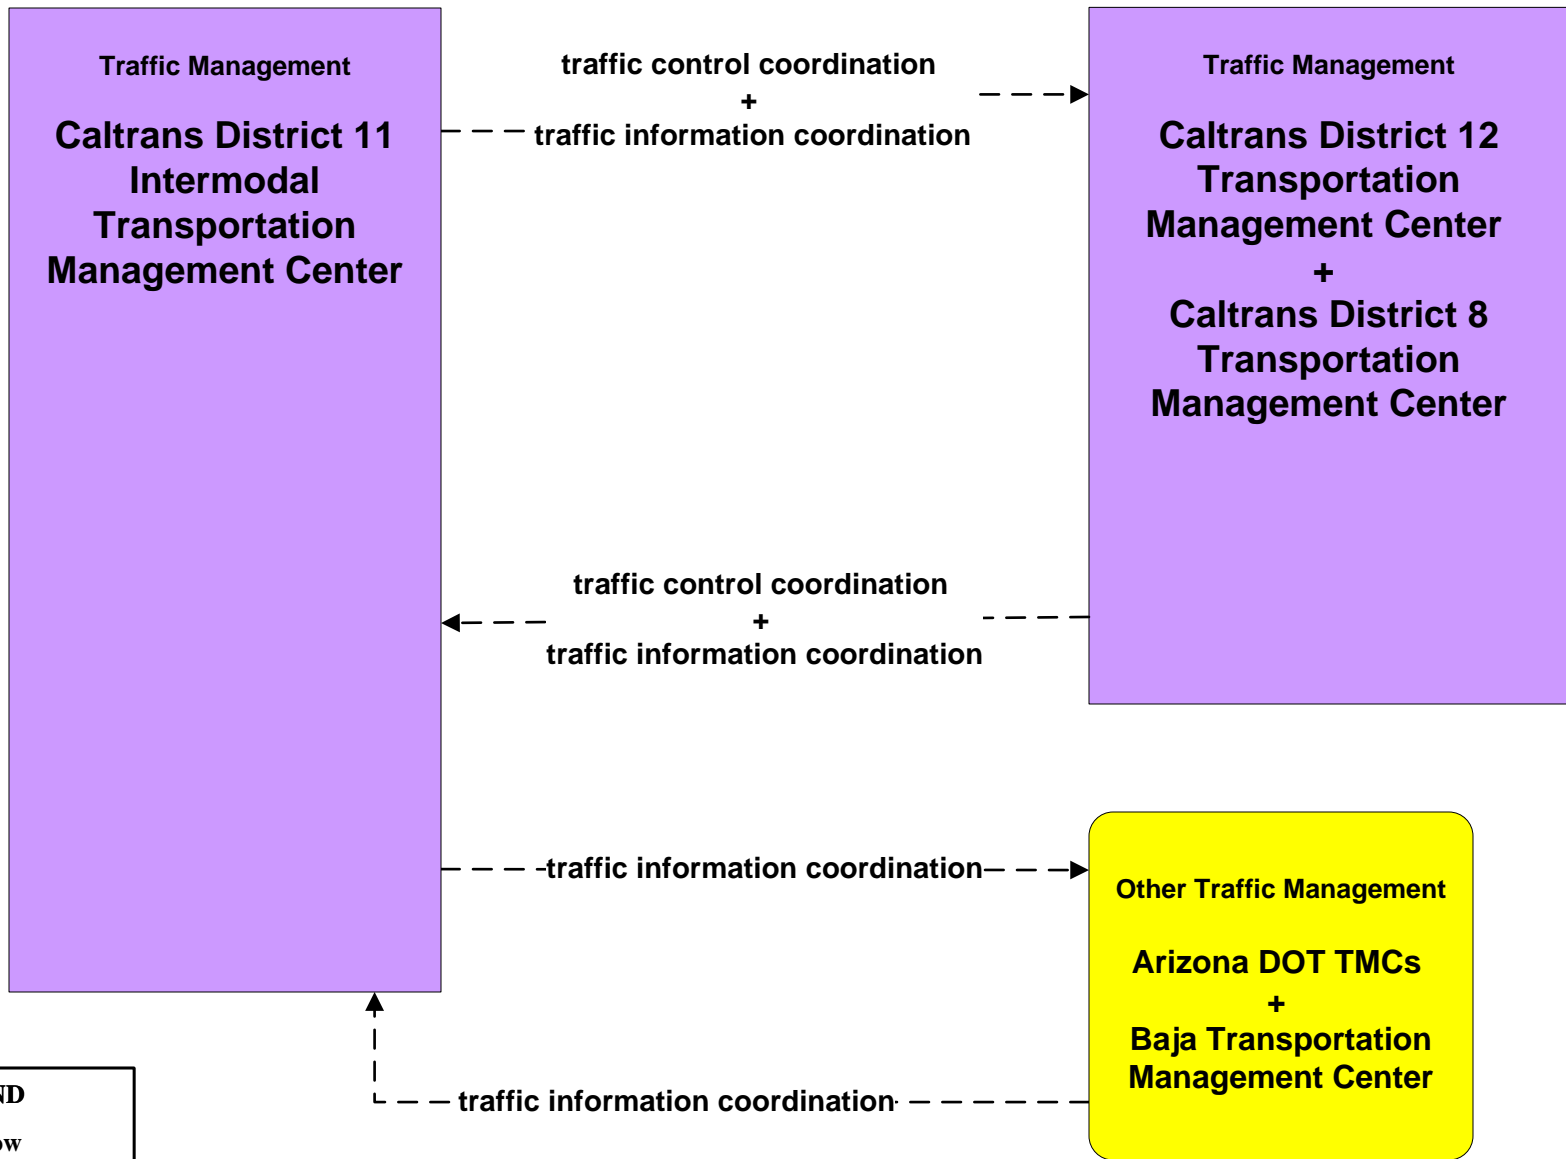 Traffic Management
Caltrans District 11
Intermodal
Transportation
Management Center
traffic control coordination
+
traffic information coordination
Traffic Management
Caltrans District 12
Transportation
Management Center
+
Caltrans District 8
Transportation
Management Center
traffic control coordination
+
traffic information coordination
traffic information coordination
Other Traffic Management
Arizona DOT TMCs
+
Baja Transportation
Management Center
traffic information coordination